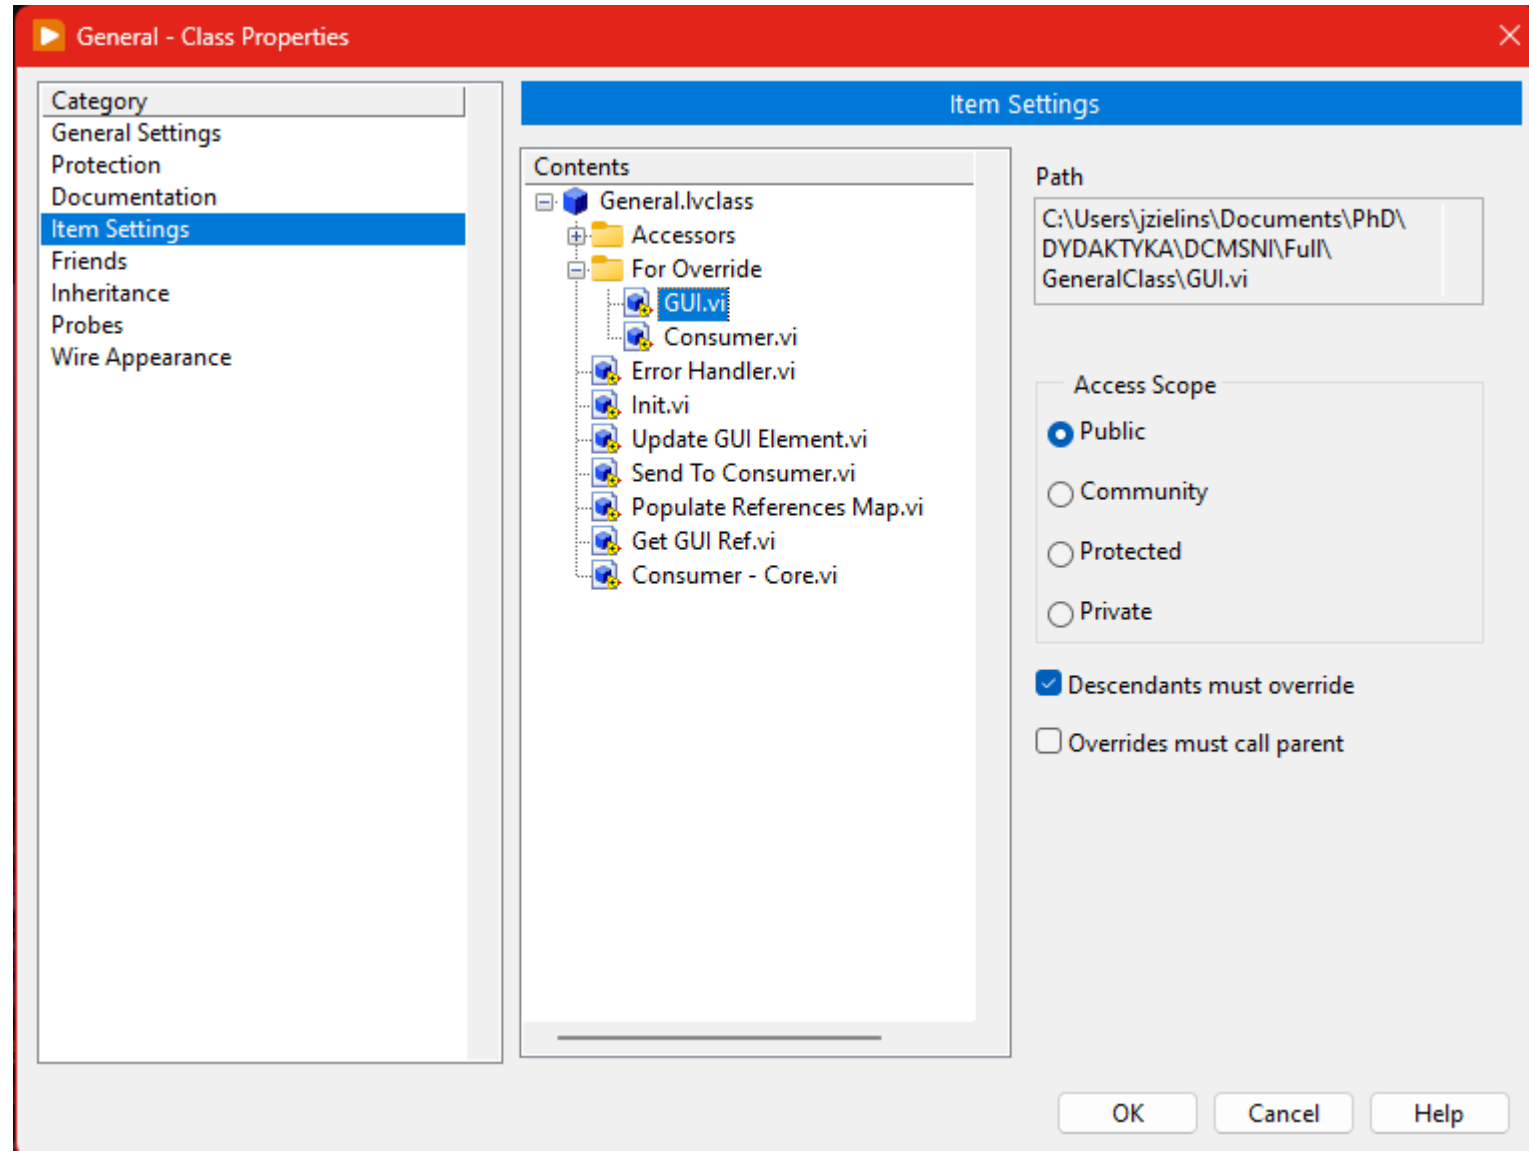 General - Class Properties
Category
General Settings
Protection
Documentation
Item Settings
Friends
Inheritance
Probes
Wire Appearance
Item Settings
Contents
General.lvclass
Accessors
For Override
GUI.vi
Consumer.vi
Error Handler.vi
Init.vi
Update GUI Element.vi
Send To Consumer.vi
Populate References Map.vi
Get GUI Ref.vi
Consumer - Core.vi
Path
C:\Users\jzielins\Documents\PhD\
DYDAKTYKA\DCMSNI\Full\
GeneralClass\GUI.vi
Access Scope
Public
Community
Protected
Private
Descendants must override
Overrides must call parent
OK
Cancel
Help